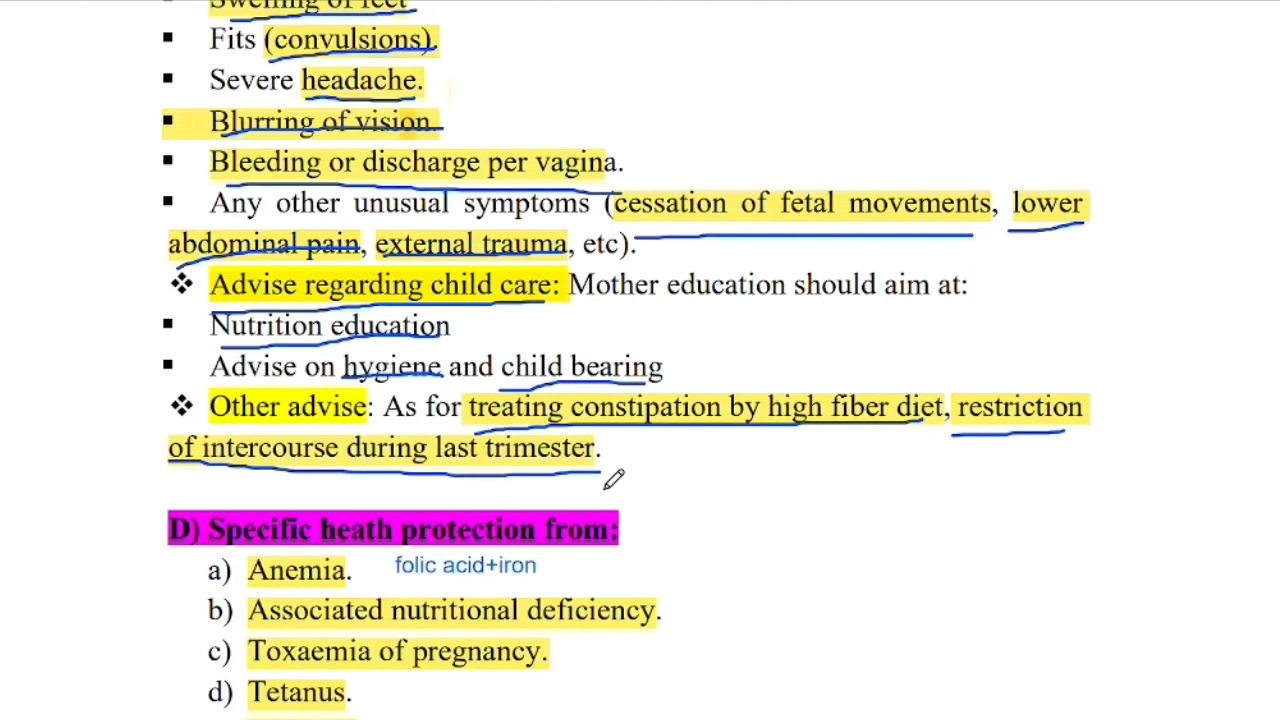 Swelling of feet
▪ Fits (convulsions).
▪ Severe headache.
▪ Blurring of vision.
▪ Bleeding or discharge per vagina.
▪ Any other unusual symptoms (cessation of fetal movements, lower
abdominal pain, external trauma, etc).
❖ Advise regarding child care: Mother education should aim at:
▪ Nutrition education
▪ Advise on hygiene and child bearing
❖ Other advise: As for treating constipation by high fiber diet, restriction
of intercourse during last trimester.
D) Specific heath protection from:
a) Anemia. folic acid+iron
b) Associated nutritional deficiency.
c) Toxaemia of pregnancy.
d) Tetanus.